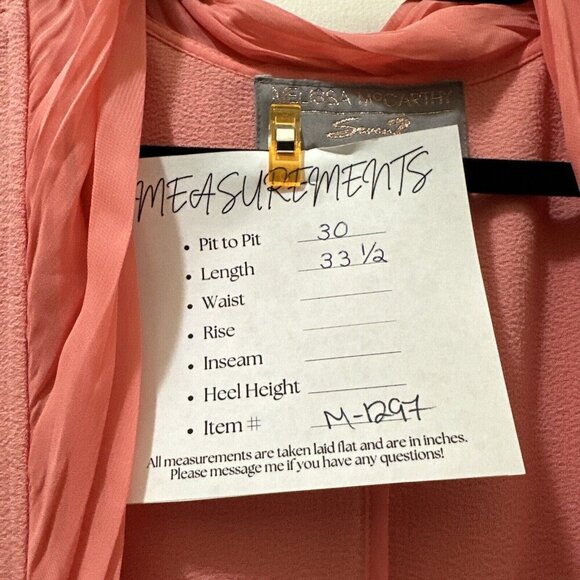 MELISSA McCARTHY
Seven7
MEASUREMENTS
• Pit to Pit 30
• Length 33 1/2
• Waist
• Rise
• Inseam
• Heel Height
• Item # M-1297
All measurements are taken laid flat and are in inches.
Please message me if you have any questions!